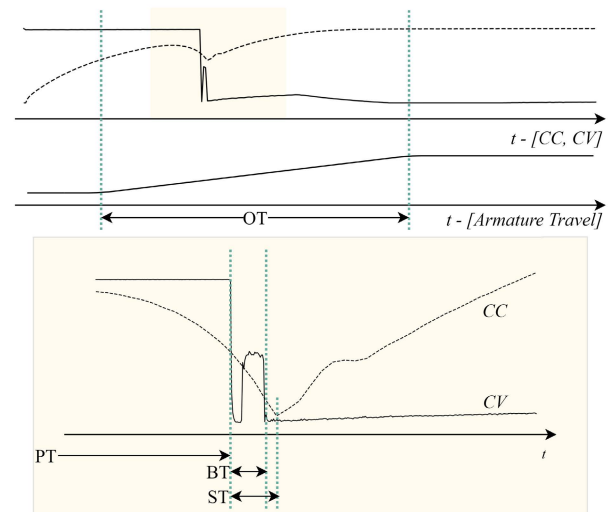 t - [CC, CV]
OT
t - [Armature Travel]
CC
CV
PT
t
BT
ST